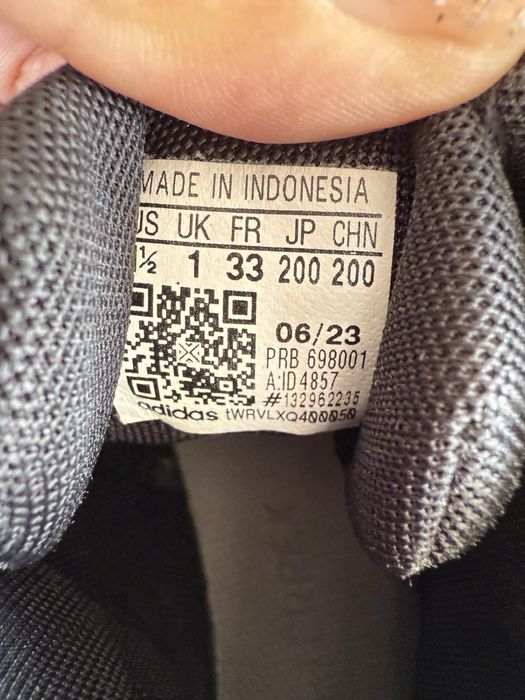 MADE IN INDONESIA
US UK FR JP CHN
½ 1 33 200 200
06/23
PRB 698001
A:ID4857
#132962235
adidas tWRVLXQ400050